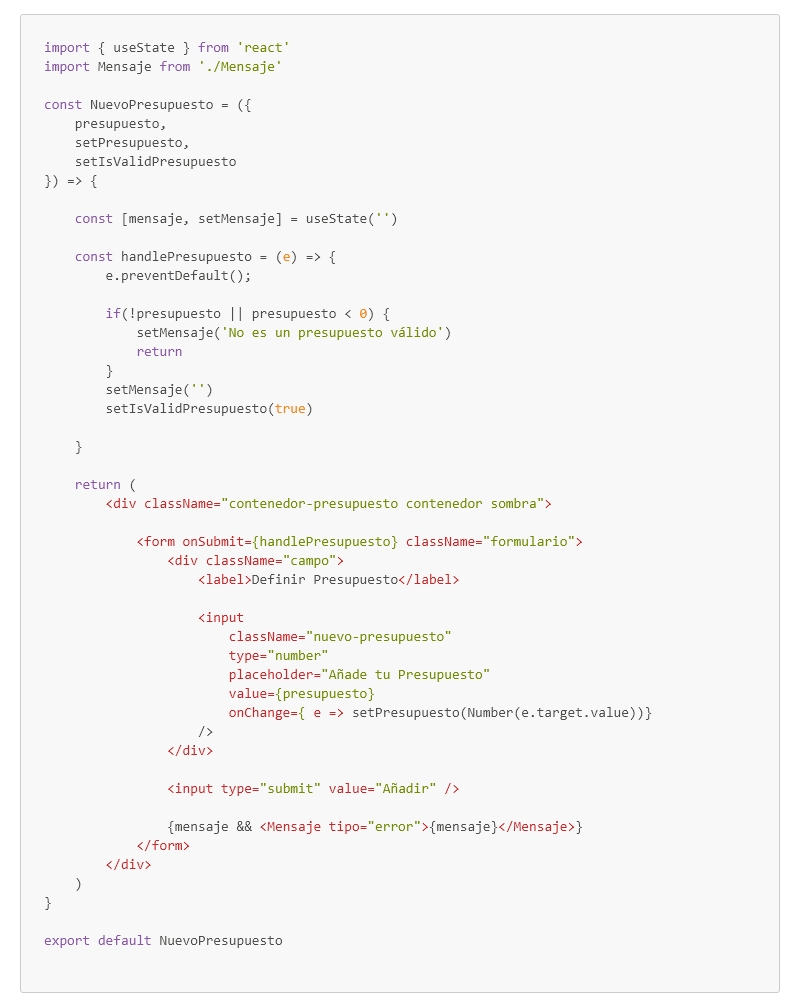 import { useState } from 'react'
import Mensaje from './Mensaje'
const NuevoPresupuesto = ({
presupuesto,
setPresupuesto,
setIsValidPresupuesto
}) => {
const [mensaje, setMensaje] = useState('')
const handlePresupuesto = (e) => {
e.preventDefault();
if(!presupuesto || presupuesto < 0) {
setMensaje('No es un presupuesto válido')
return
}
setMensaje('')
setIsValidPresupuesto(true)
}
return (
<div className="contenedor-presupuesto contenedor sombra">
<form onSubmit={handlePresupuesto} className="formulario">
<div className="campo">
<label>Definir Presupuesto</label>
<input
className="nuevo-presupuesto"
type="number"
placeholder="Añade tu Presupuesto"
value={presupuesto}
onChange={ e => setPresupuesto(Number(e.target.value))}
/>
</div>
<input type="submit" value="Añadir" />
{mensaje && <Mensaje tipo="error">{mensaje}</Mensaje>}
</form>
</div>
)
}
export default NuevoPresupuesto